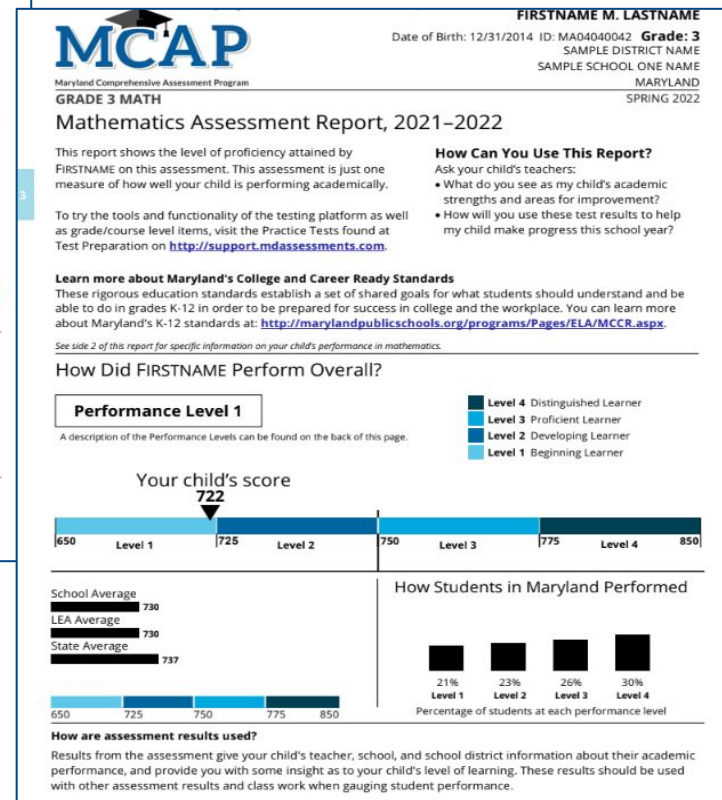 MCAP
Maryland Comprehensive Assessment Program
FIRSTNAME M. LASTNAME
Date of Birth: 12/31/2014 ID: MA04040042 Grade: 3
SAMPLE DISTRICT NAME
SAMPLE SCHOOL ONE NAME
MARYLAND
GRADE 3 MATH
SPRING 2022
Mathematics Assessment Report, 2021–2022
This report shows the level of proficiency attained by
FIRSTNAME on this assessment. This assessment is just one
measure of how well your child is performing academically.
To try the tools and functionality of the testing platform as well
as grade/course level items, visit the Practice Tests found at
Test Preparation on http://support.mdassessments.com.
How Can You Use This Report?
Ask your child's teachers:
• What do you see as my child's academic
strengths and areas for improvement?
• How will you use these test results to help
my child make progress this school year?
3
Learn more about Maryland's College and Career Ready Standards
These rigorous education standards establish a set of shared goals for what students should understand and be
able to do in grades K-12 in order to be prepared for success in college and the workplace. You can learn more
about Maryland's K-12 standards at: http://marylandpublicschools.org/programs/Pages/ELA/MCCR.aspx.
See side 2 of this report for specific information on your child's performance in mathematics.
How Did FIRSTNAME Perform Overall?
Performance Level 1
A description of the Performance Levels can be found on the back of this page.
Level 4 Distinguished Learner
Level 3 Proficient Learner
Level 2 Developing Learner
Level 1 Beginning Learner
Your child's score
722
650 Level 1 725 Level 2 750 Level 3 775 Level 4 850
School Average
730
LEA Average
730
State Average
737
650 725 750 775 850
How Students in Maryland Performed
21% 23% 26% 30%
Level 1 Level 2 Level 3 Level 4
Percentage of students at each performance level
How are assessment results used?
Results from the assessment give your child's teacher, school, and school district information about their academic
performance, and provide you with some insight as to your child's level of learning. These results should be used
with other assessment results and class work when gauging student performance.